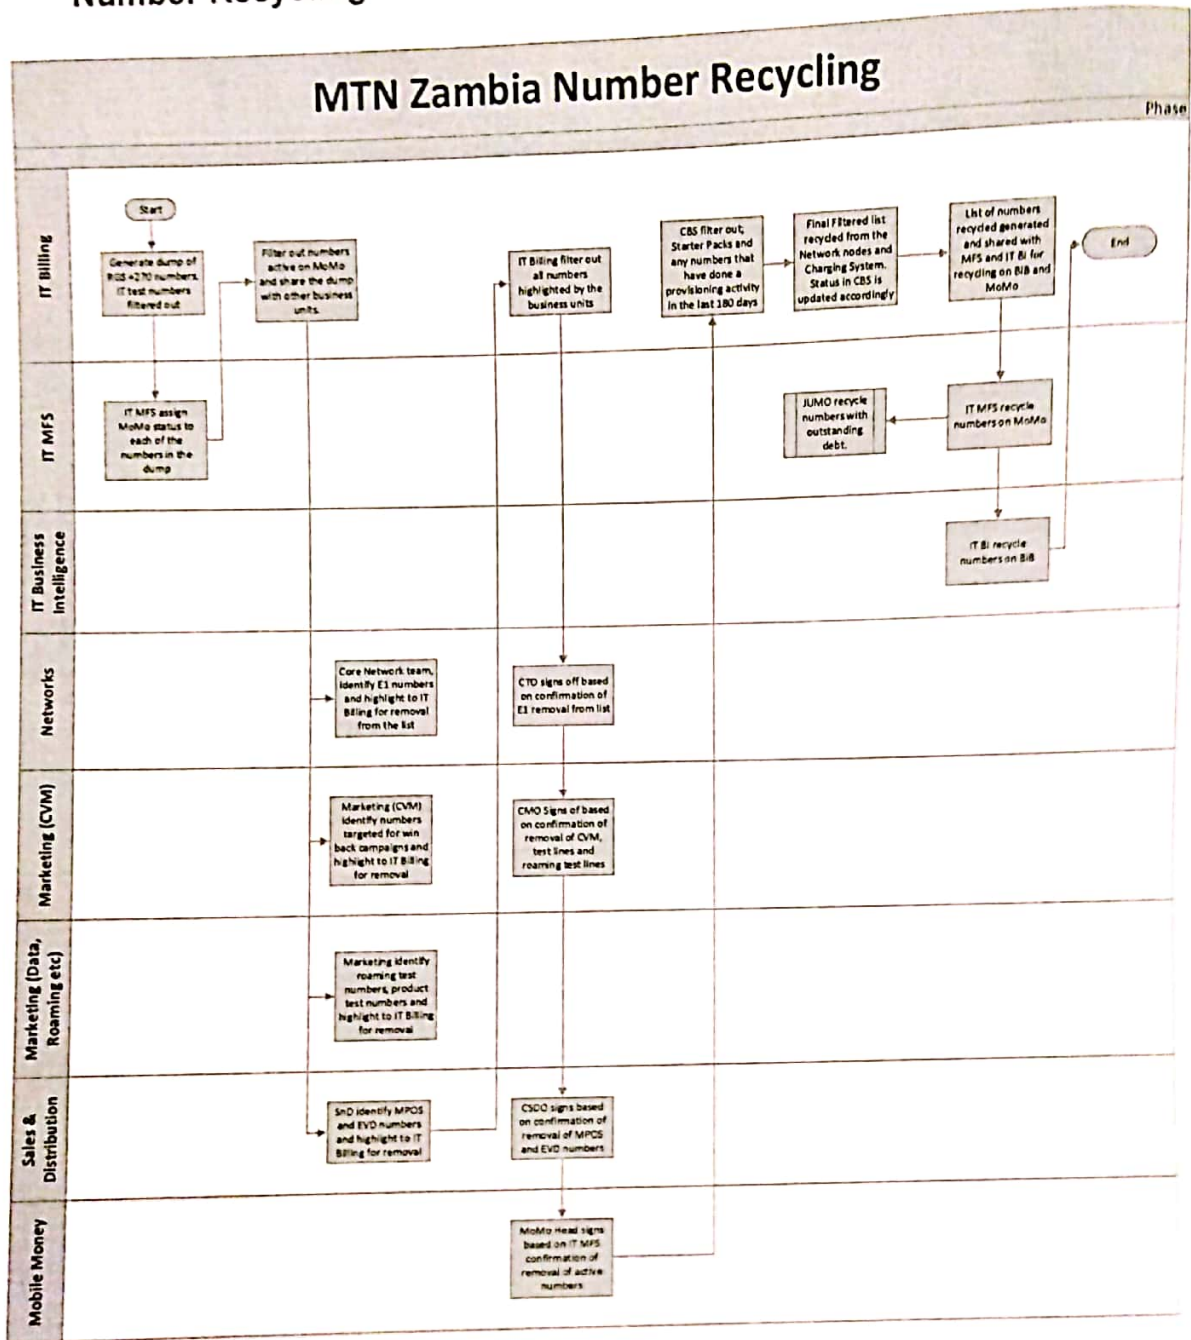 MTN Zambia Number Recycling
Phase
IT Billing
Start
Generate dump of
numbers,
IT test numbers
filtered out
Filter out numbers
active on MoMo
and share the dump
with other business
units.
IT Billing filter out
all numbers
highlighted by the
business units
CBS filter out;
Starter Packs and
any numbers that
have done a
provisioning activity
in the last 180 days
Final Filtered list
recycled from the
Network nodes and
Charging System.
Status in CBS is
updated accordingly
List of numbers
recycled generated
and shared with
MFS and IT BI for
recycling on BIB and
MoMo
End
IT MFS
IT MFS assign
MoMo status to
each of the
numbers in the
dump
JUMO recycle
numbers with
outstanding
debt.
IT MFS recycle
numbers on MoMo
IT Business
Intelligence
IT BI recycle
numbers on BIB
Networks
Core Network team,
identify E1 numbers
and highlight to IT
Billing for removal
from the list
CTO signs off based
on confirmation of
E1 removal from list
Marketing (CVM)
Marketing (CVM)
identify numbers
targeted for win
back campaigns and
highlight to IT Billing
for removal
CMO Signs of based
on confirmation of
removal of CVM,
test lines and
roaming test lines
Marketing (Data,
Roaming etc)
Marketing identify
roaming test
numbers, product
test numbers and
highlight to IT Billing
for removal
Sales &
Distribution
SnD identify MPOS
and EVD numbers
and highlight to IT
Billing for removal
CSDO signs based
on confirmation of
removal of MPOS
and EVD numbers
Mobile Money
MoMo Head signs
based on IT MFS
confirmation of
removal of active
numbers